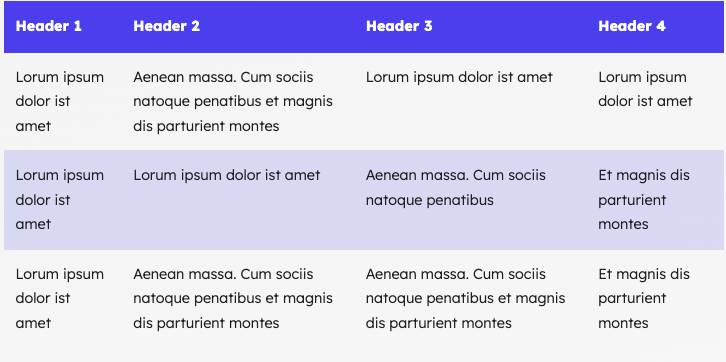 Header 1 Header 2 Header 3 Header 4
Lorum ipsum Aenean massa. Cum sociis Lorum ipsum dolor ist amet Lorum ipsum
dolor ist natoque penatibus et magnis dolor ist amet
amet dis parturient montes
Lorum ipsum Lorum ipsum dolor ist amet Aenean massa. Cum sociis Et magnis dis
dolor ist natoque penatibus parturient
amet montes
Lorum ipsum Aenean massa. Cum sociis Aenean massa. Cum sociis Et magnis dis
dolor ist natoque penatibus et magnis natoque penatibus et magnis parturient
amet dis parturient montes dis parturient montes montes